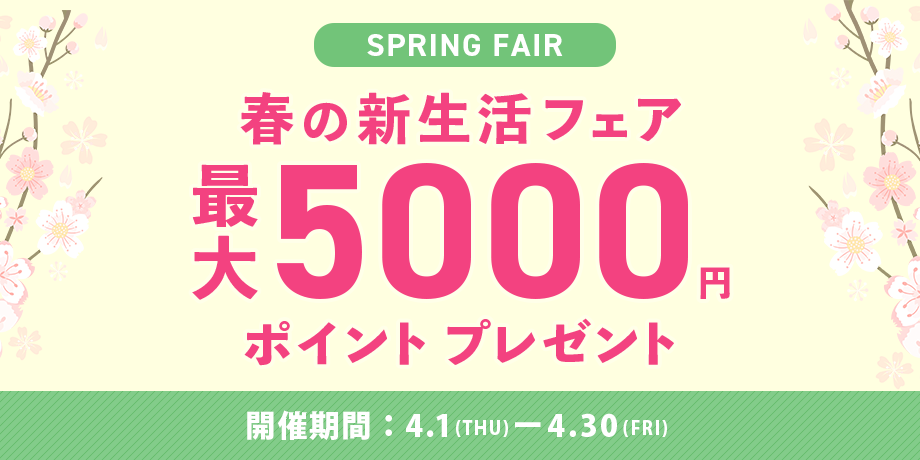 SPRING FAIR
春の新生活フェア
最大5000円
ポイント プレゼント
開催期間：4.1(THU)ー4.30(FRI)